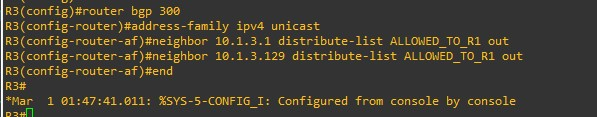 R3(config)#router bgp 300
R3(config-router)#address-family ipv4 unicast
R3(config-router-af)#neighbor 10.1.3.1 distribute-list ALLOWED_TO_R1 out
R3(config-router-af)#neighbor 10.1.3.129 distribute-list ALLOWED_TO_R1 out
R3(config-router-af)#end
R3#
*Mar  1 01:47:41.011: %SYS-5-CONFIG_I: Configured from console by console
R3#